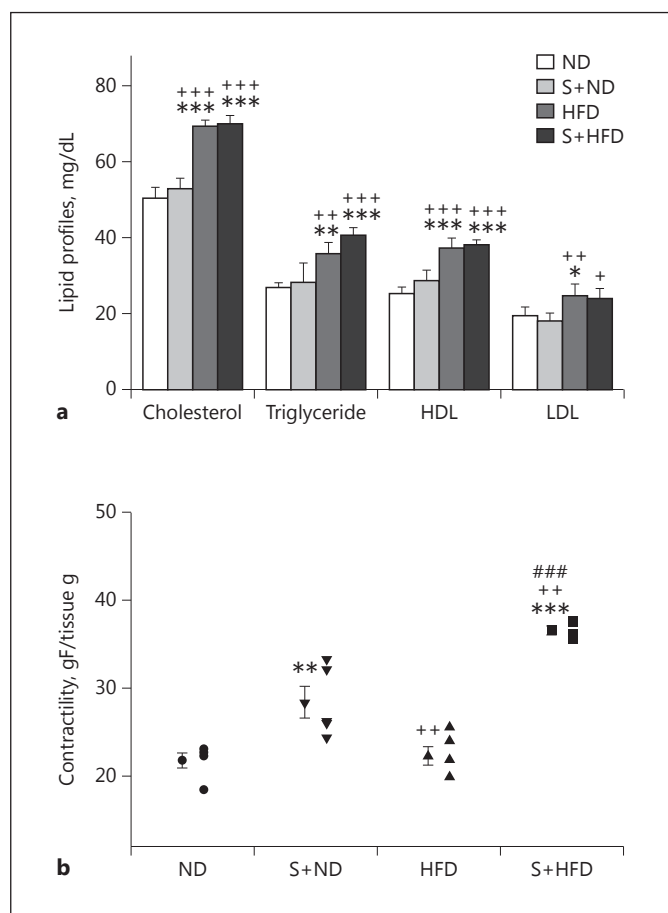 ND
S+ND
HFD
S+HFD
Lipid profiles, mg/dL
80
60
40
20
0
+++
***
+++
***
++
**
+++
***
+++
***
+++
***
++
*
+
a
Cholesterol
Triglyceride
HDL
LDL
Contractility, gF/tissue g
50
40
30
20
**
++
###
++
***
b
ND
S+ND
HFD
S+HFD